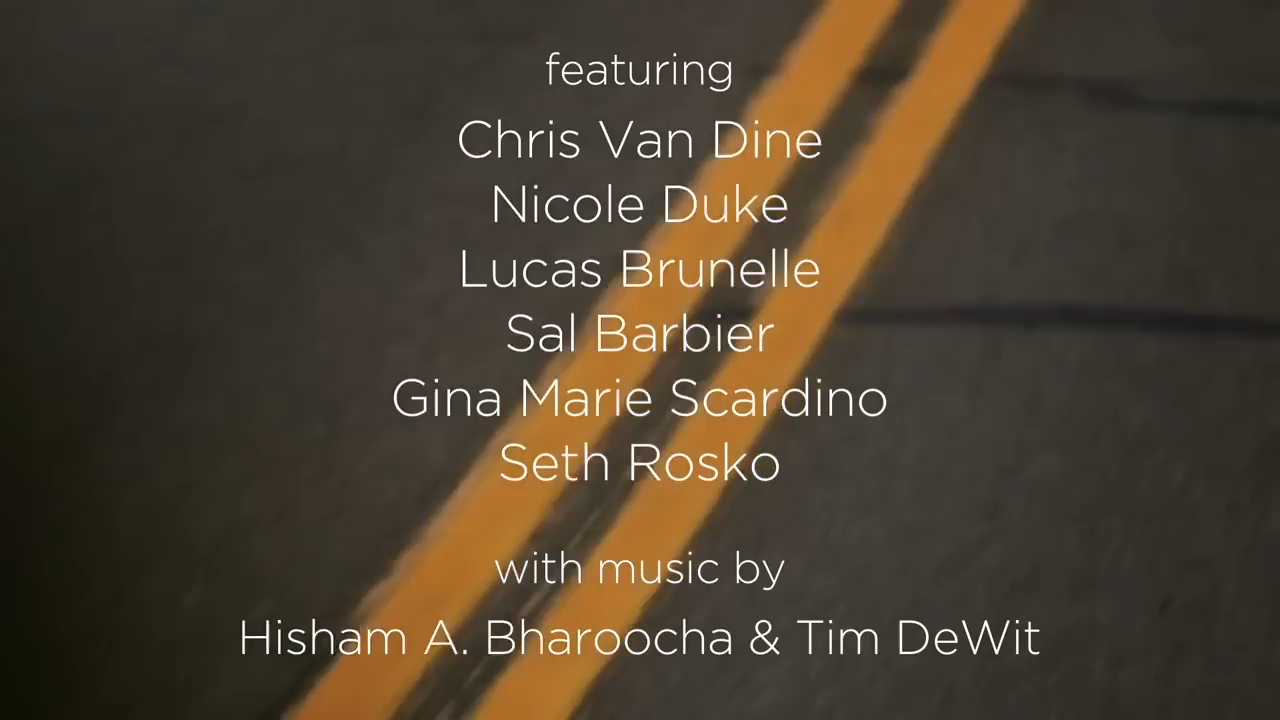 featuring
Chris Van Dine
Nicole Duke
Lucas Brunelle
Sal Barbier
Gina Marie Scardino
Seth Rosko
with music by
Hisham A. Bharoocha & Tim DeWit